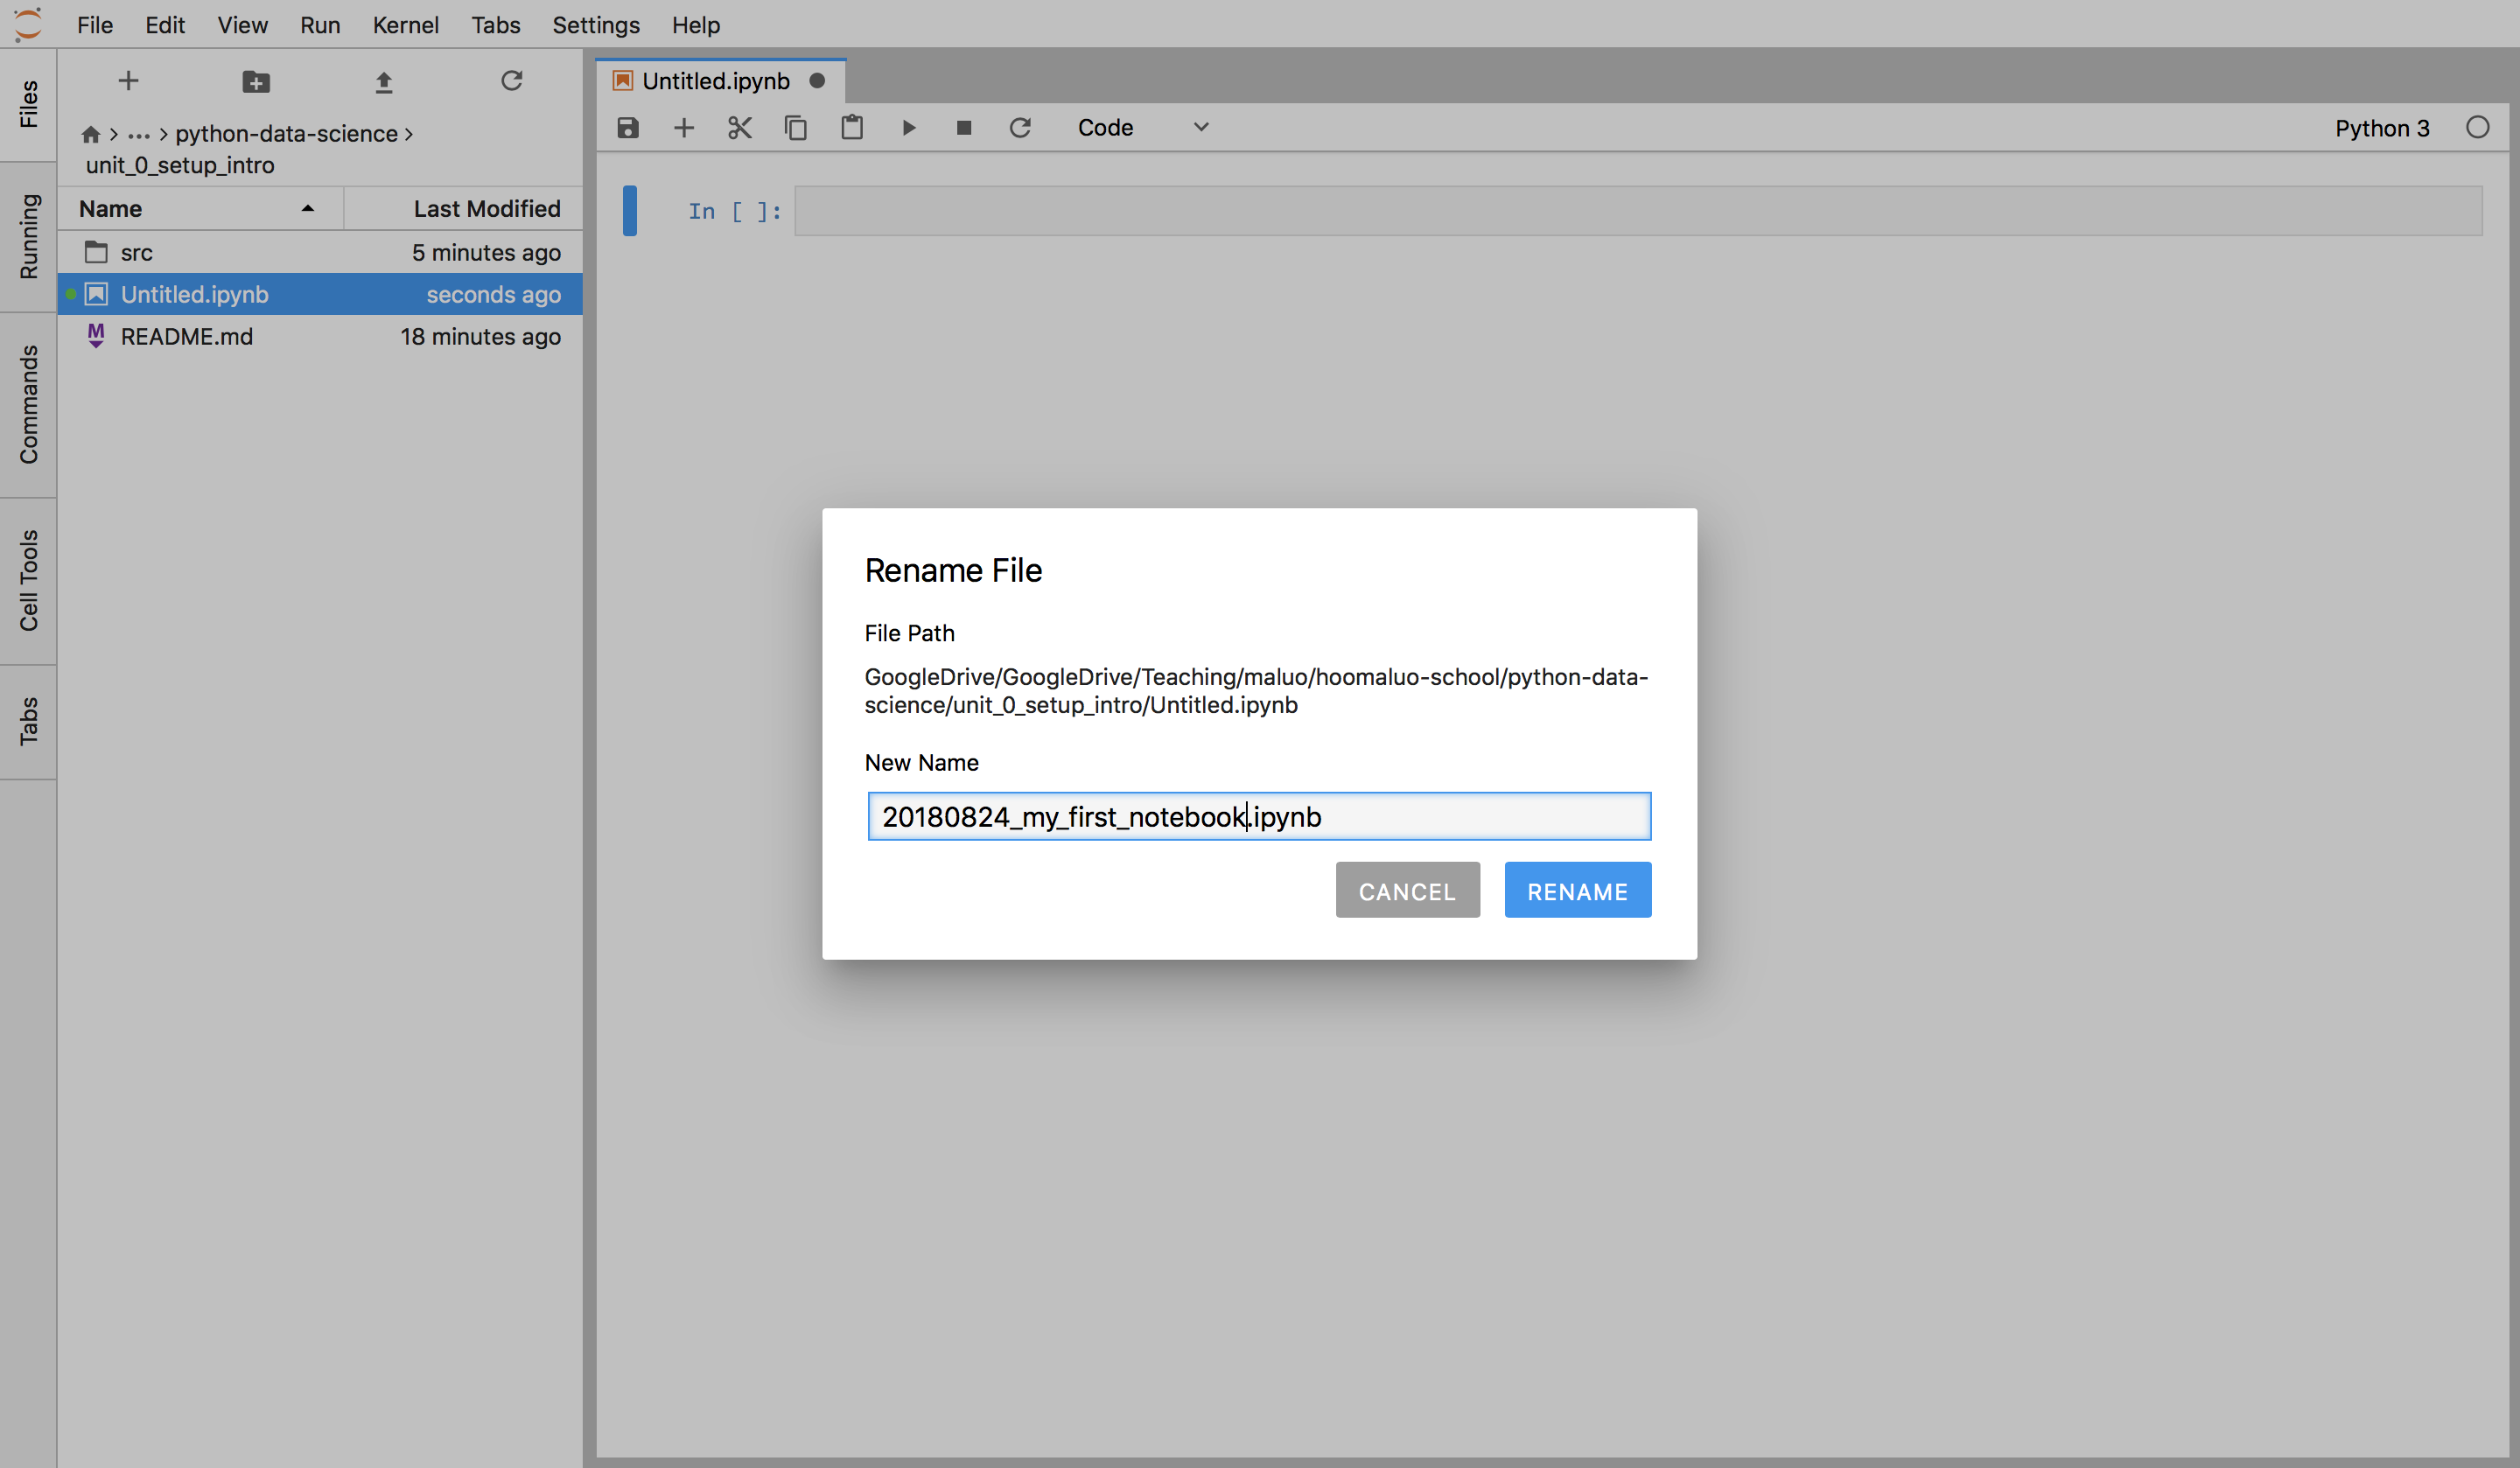 File Edit View Run Kernel Tabs Settings Help
Files
Running
Commands
Cell Tools
Tabs
… > python-data-science >
unit_0_setup_intro
Name Last Modified
src 5 minutes ago
Untitled.ipynb seconds ago
M README.md 18 minutes ago
Untitled.ipynb
Code Python 3
In [ ]:
Rename File
File Path
GoogleDrive/GoogleDrive/Teaching/maluo/hoomaluo-school/python-data-
science/unit_0_setup_intro/Untitled.ipynb
New Name
20180824_my_first_notebook.ipynb
CANCEL RENAME